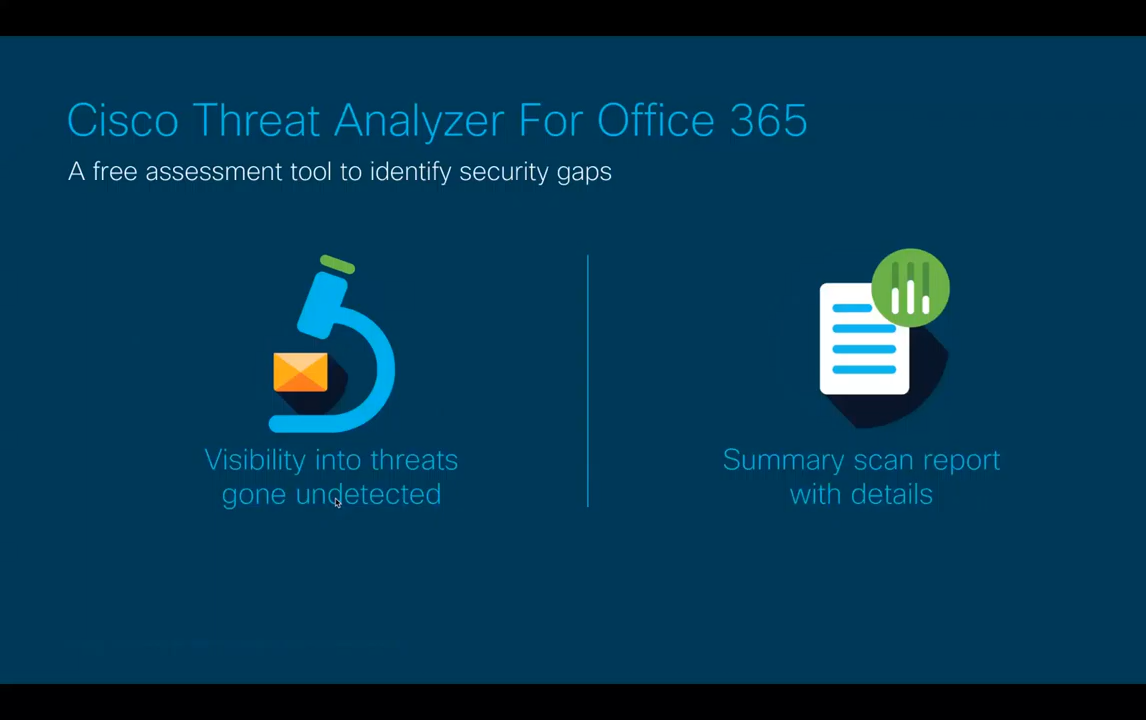 Cisco Threat Analyzer For Office 365
A free assessment tool to identify security gaps
Visibility into threats
gone undetected
Summary scan report
with details